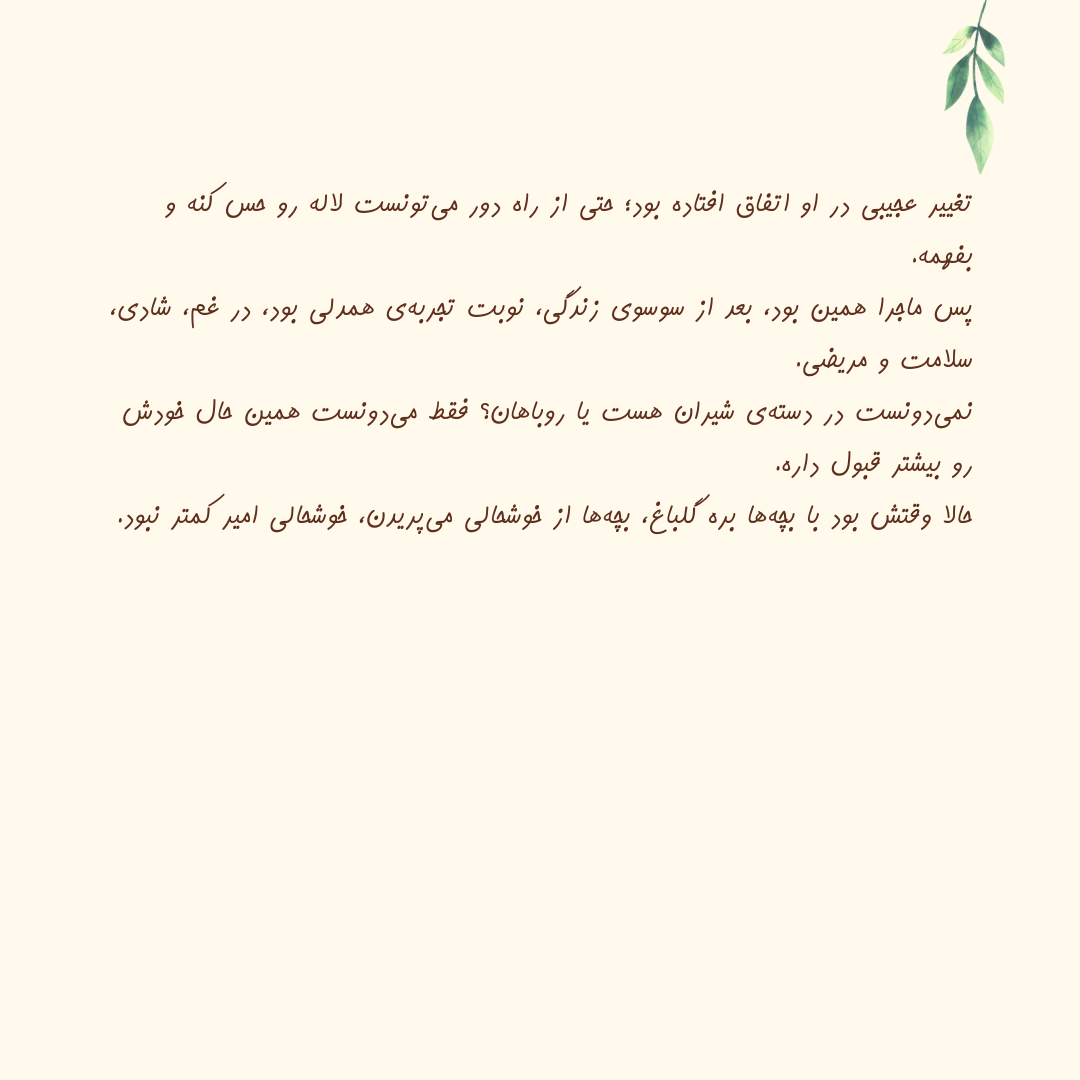 تغییر عجیبی در او اتفاق افتاده بود؛ حتی از راه دور می‌تونست لاله رو حس کنه و
بفهمه.
پس ماجرا همین بود، بعد از سوسوی زندگی، نوبت تجربه‌ی همدلی بود، در غم، شادی،
سلامت و مریضی.
نمی‌دونست در دسته‌ی شیران هست یا روباهان؟ فقط می‌دونست همین حال خودش
رو بیشتر قبول داره.
حالا وقتش بود با بچه‌ها بره گلباغ، بچه‌ها از خوشحالی می‌پریدن، خوشحالی امیر کمتر نبود.